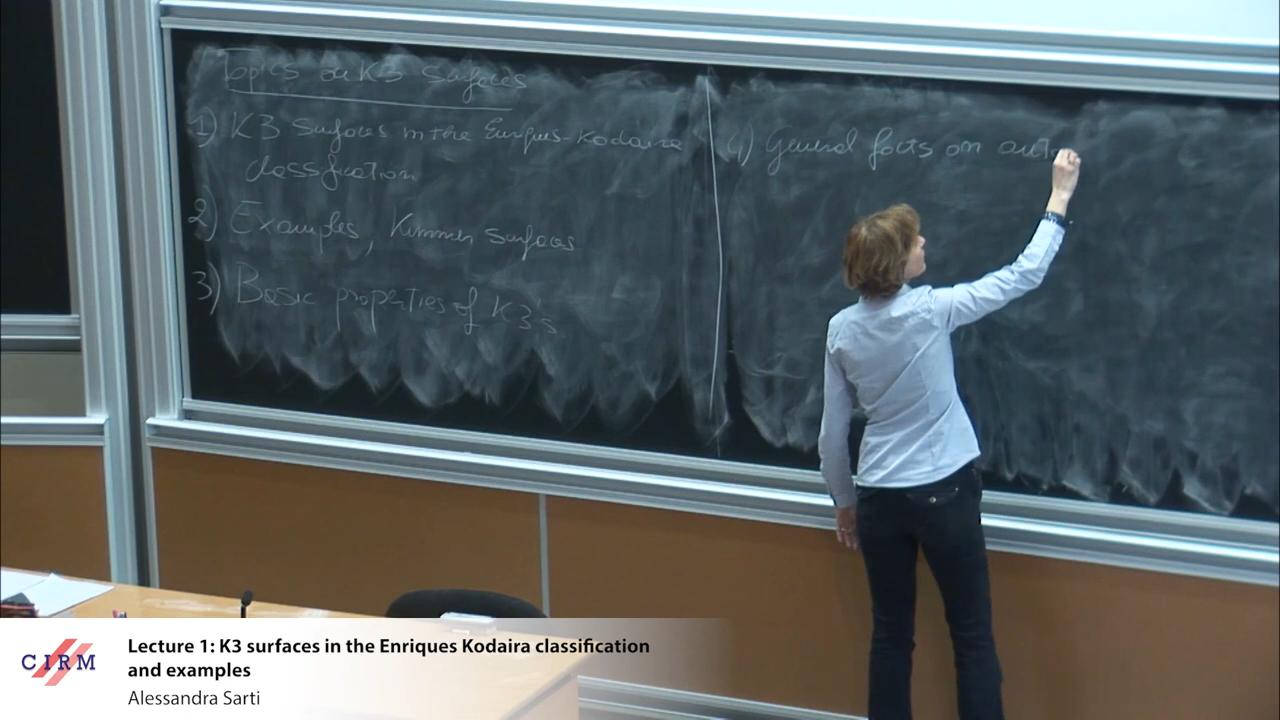 Topics on K3 Surfaces
1) K3 Surfaces in the Enriques-Kodaira
classification
2) Examples, Kummer surfaces
3) Basic properties of K3's
4) General facts on auto
CIRM
Lecture 1: K3 surfaces in the Enriques Kodaira classification
and examples
Alessandra Sarti